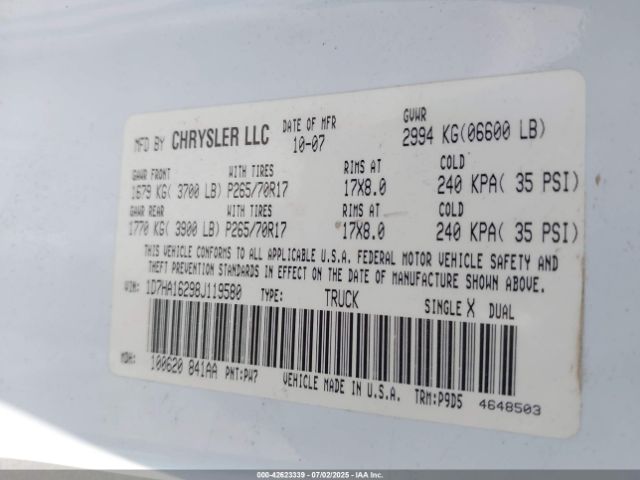 MFD BY CHRYSLER LLC DATE OF MFR 10-07 GVWR 2994 KG(06600 LB)
GAWR FRONT WITH TIRES RIMS AT COLD
1679 KG( 3700 LB) P265/70R17 17X8.0 240 KPA( 35 PSI)
GAWR REAR WITH TIRES RIMS AT COLD
1770 KG( 3900 LB) P265/70R17 17X8.0 240 KPA( 35 PSI)
THIS VEHICLE CONFORMS TO ALL APPLICABLE U.S.A. FEDERAL MOTOR VEHICLE SAFETY AND
THEFT PREVENTION STANDARDS IN EFFECT ON THE DATE OF MANUFACTURE SHOWN ABOVE.
VIN: 1D7HA16298J119580 TYPE: TRUCK SINGLE X DUAL
MDH: 100620 841AA PNT:PW7 VEHICLE MADE IN U.S.A. TRM:P9D5 4648503
000-42623339 - 07/02/2025 - IAA Inc.